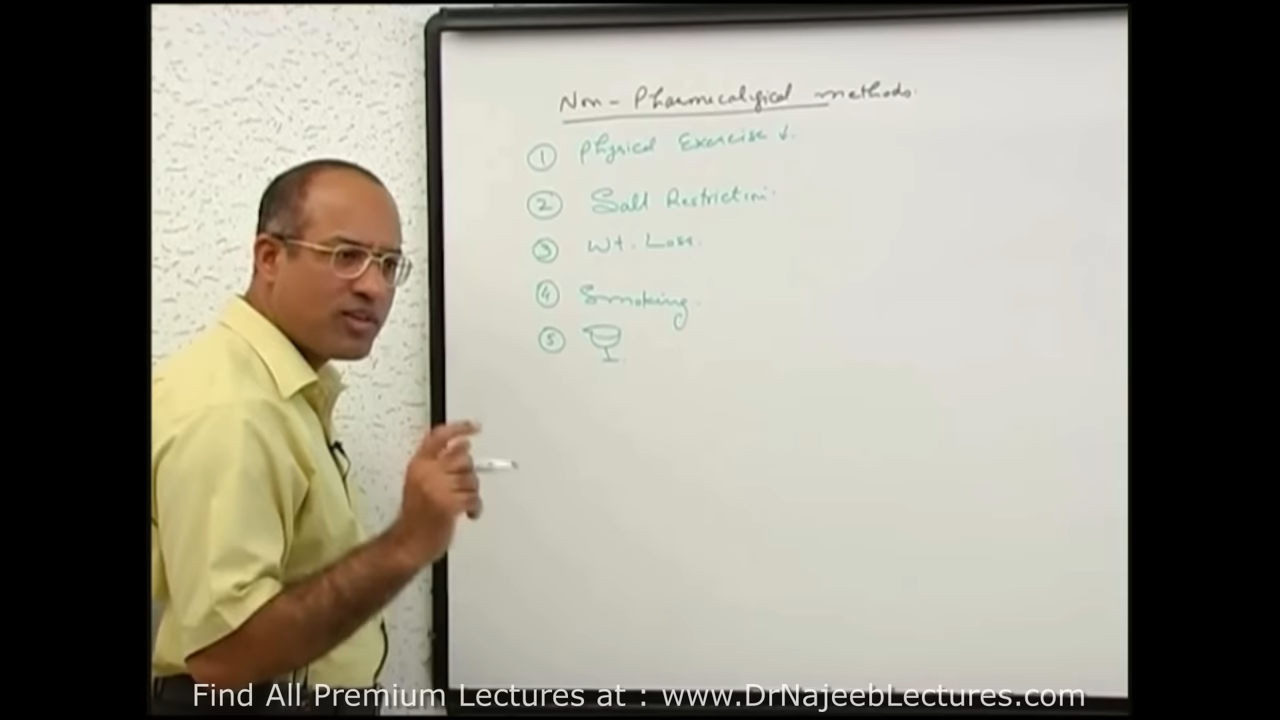 Non - Pharmecalogical methods.
① Physical Exercise ↓.
② Salt Restriction.
③ Wt. Loss.
④ Smoking.
⑤
Find All Premium Lectures at : www.DrNajeebLectures.com